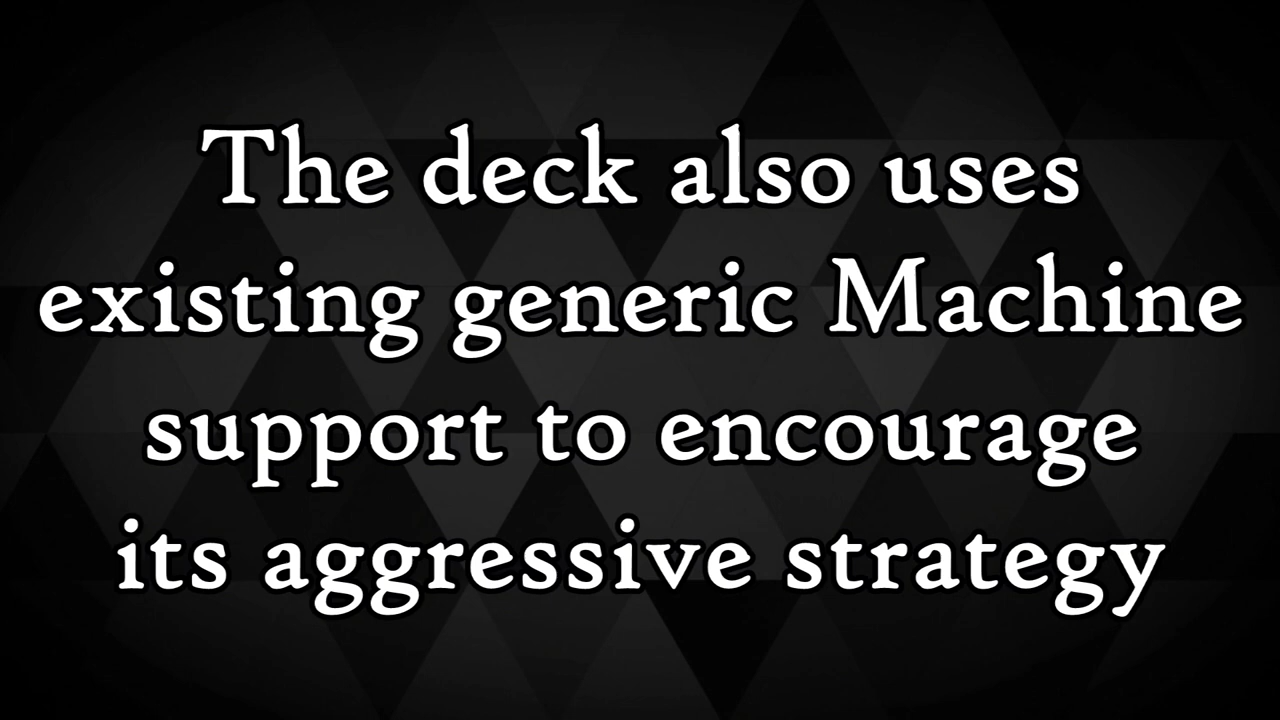 The deck also uses
existing generic Machine
support to encourage
its aggressive strategy